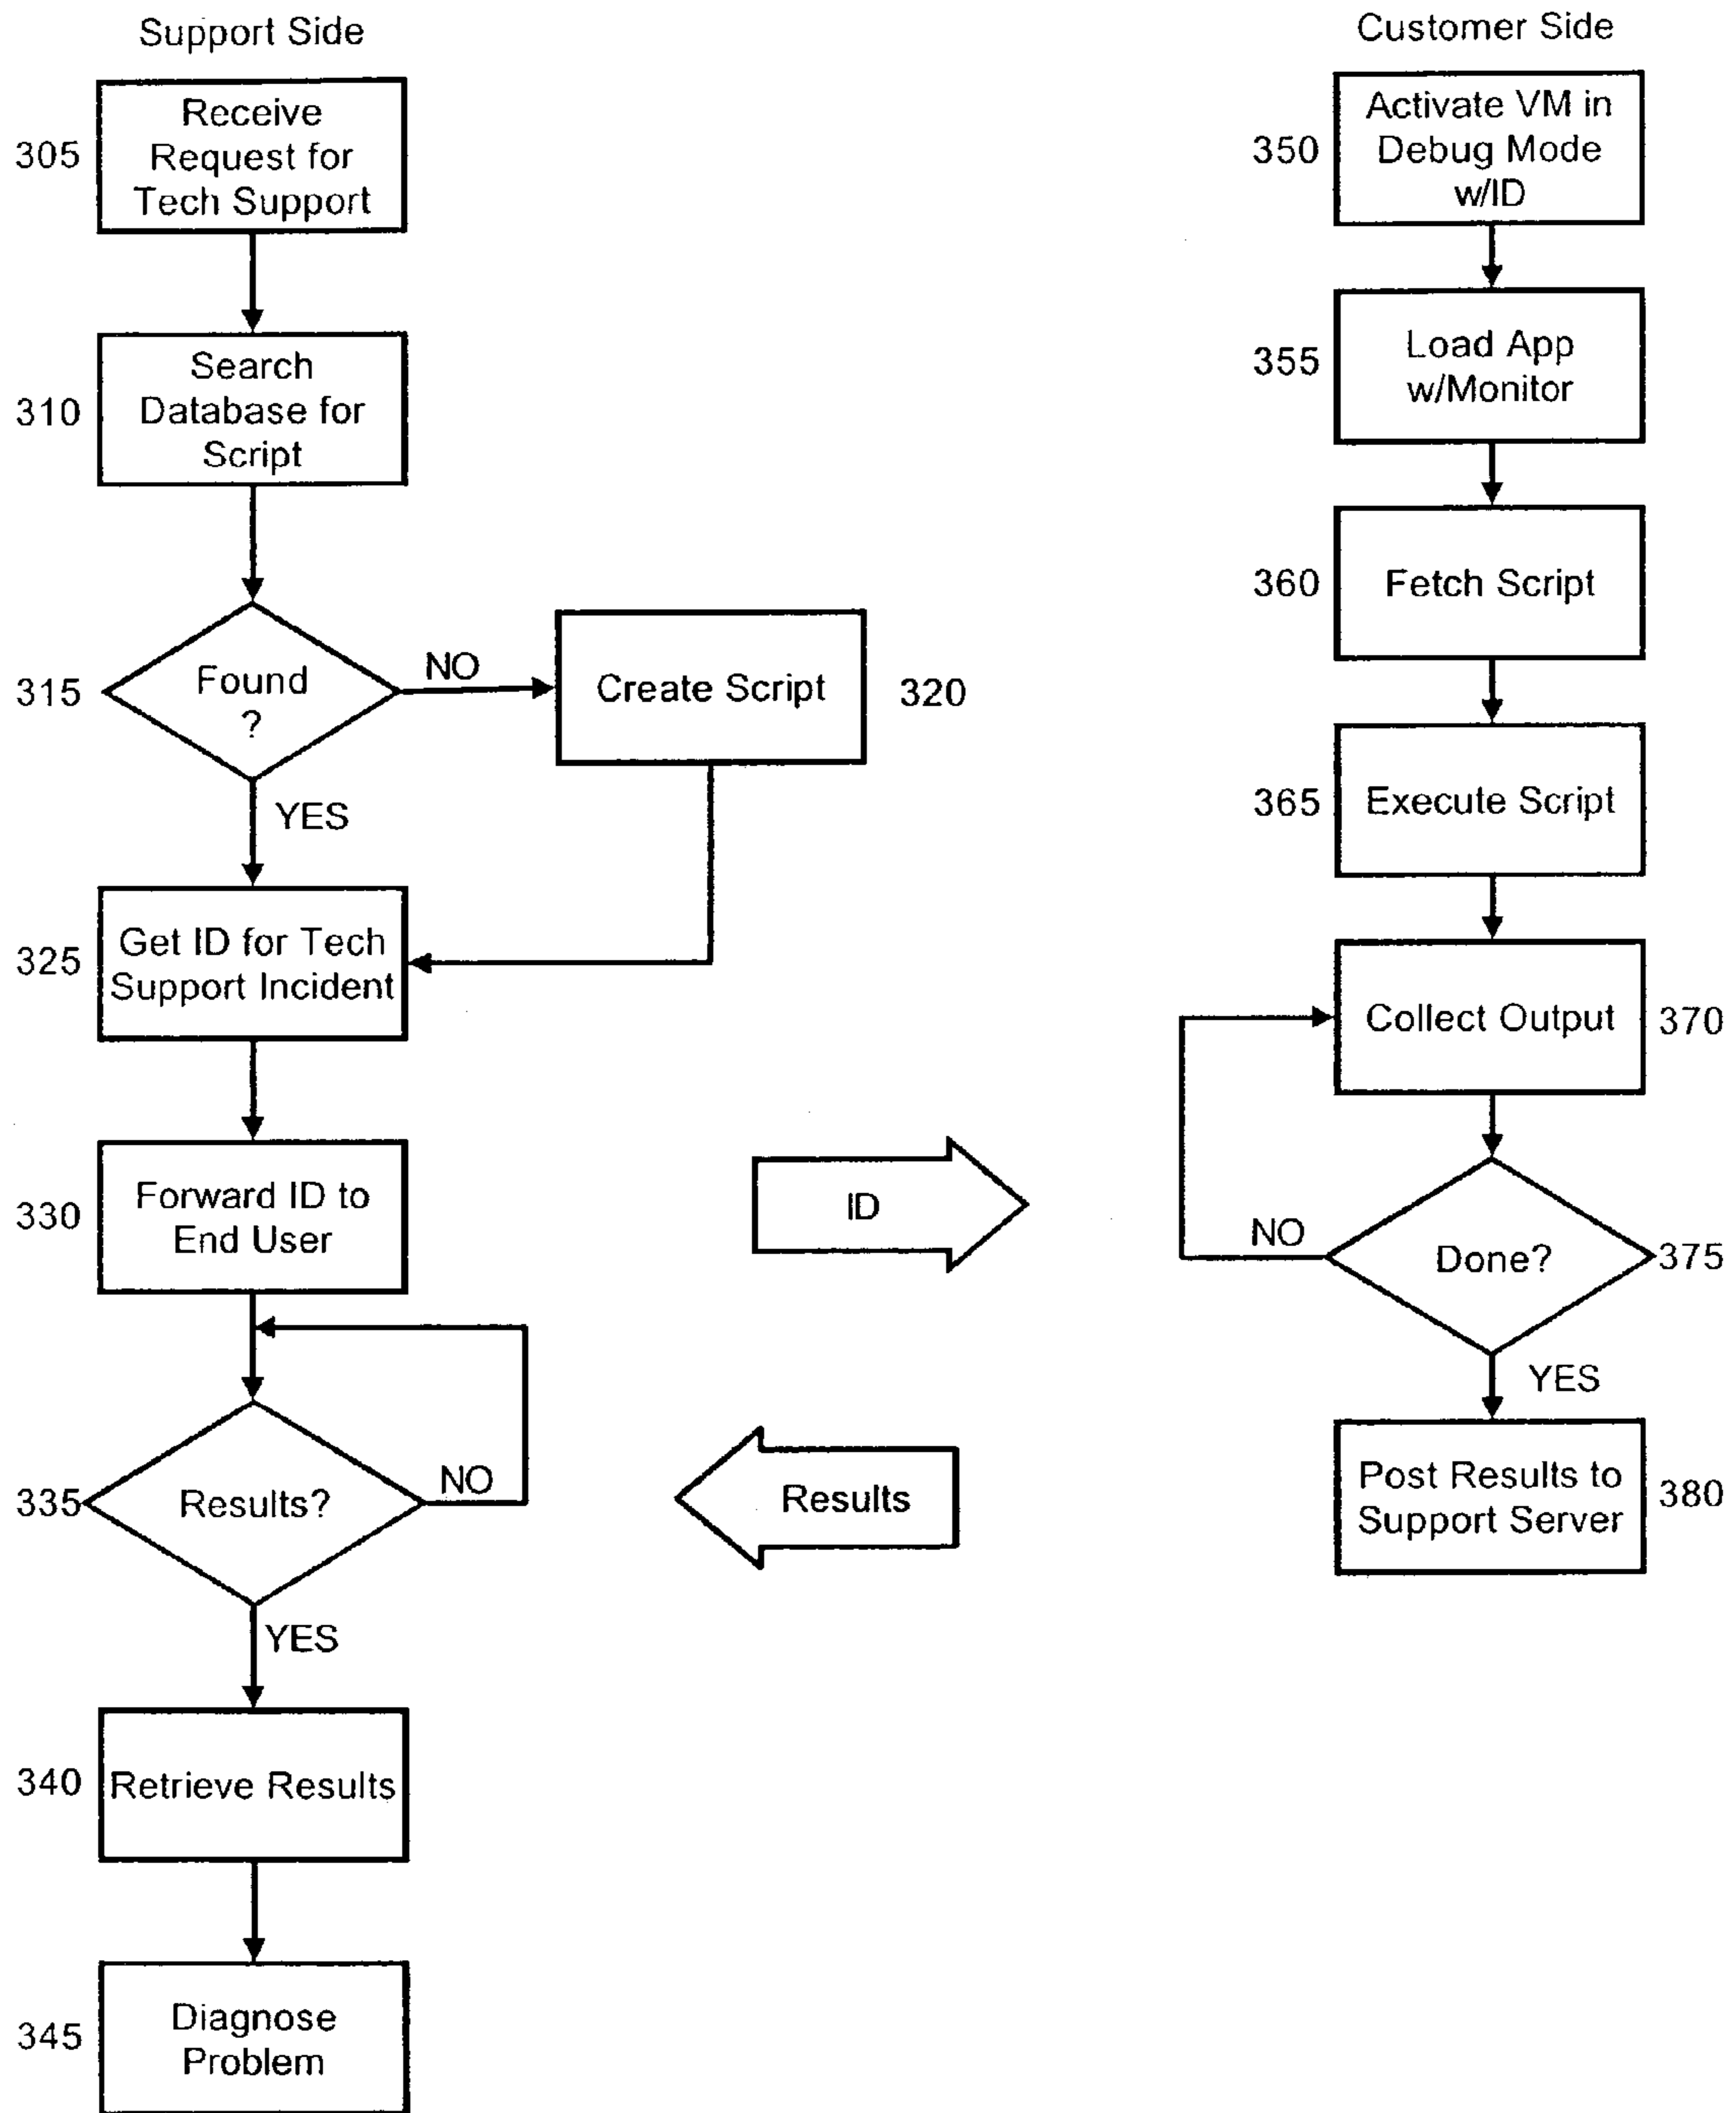 Support Side
305
Receive
Request for
Tech Support
310
Search
Database for
Script
315
Found
?
NO
Create Script
320
YES
325
Get ID for Tech
Support Incident
330
Forward ID to
End User
ID
335
Results?
NO
Results
YES
340
Retrieve Results
345
Diagnose
Problem
Customer Side
350
Activate VM in
Debug Mode
w/ID
355
Load App
w/Monitor
360
Fetch Script
365
Execute Script
Collect Output
370
NO
Done?
375
YES
Post Results to
Support Server
380